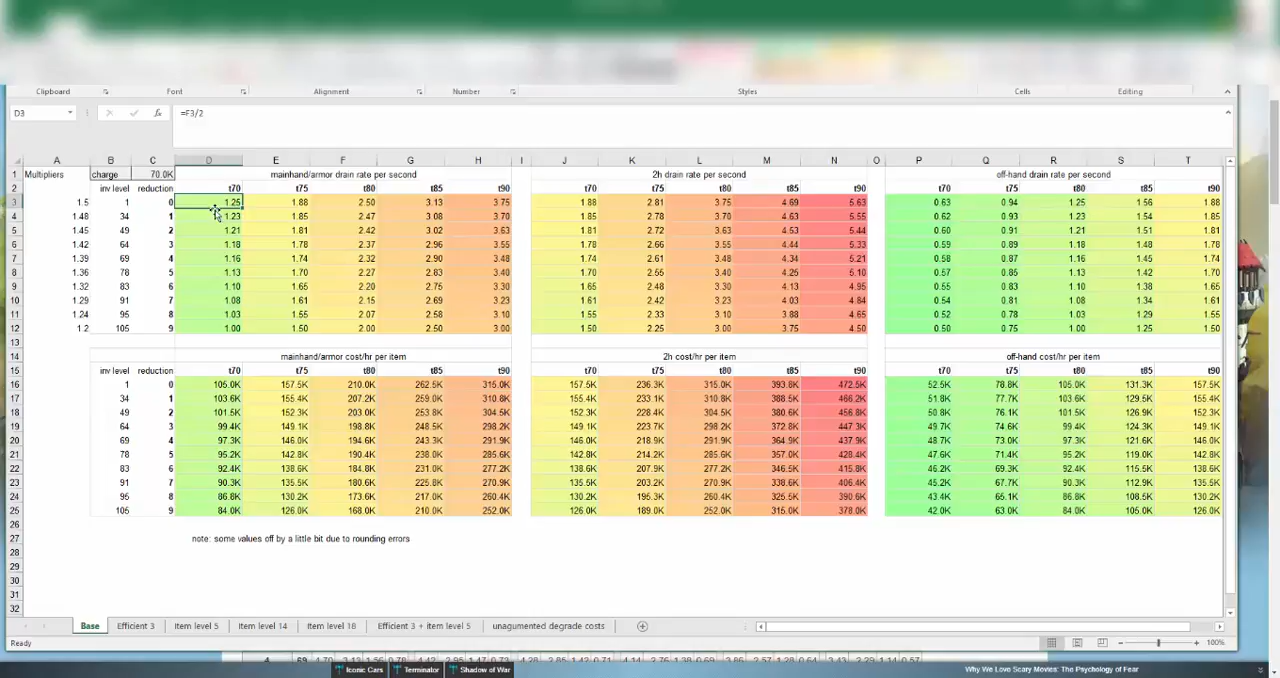 Clipboard Font Alignment Number Styles Cells Editing
D3 fx =F3/2
A B C D E F G H I J K L M N O P Q R S T
1 Multipliers charge 70.0K mainhand/armor drain rate per second 2h drain rate per second off-hand drain rate per second
2 inv level reduction t70 t75 t80 t85 t90 t70 t75 t80 t85 t90 t70 t75 t80 t85 t90
3 1.5 1 0 1.25 1.88 2.50 3.13 3.75 1.88 2.81 3.75 4.69 5.63 0.63 0.94 1.25 1.56 1.88
4 1.48 34 1 1.23 1.85 2.47 3.08 3.70 1.85 2.78 3.70 4.63 5.55 0.62 0.93 1.23 1.54 1.85
5 1.45 49 2 1.21 1.81 2.42 3.02 3.63 1.81 2.72 3.63 4.53 5.44 0.60 0.91 1.21 1.51 1.81
6 1.42 64 3 1.18 1.78 2.37 2.96 3.55 1.78 2.66 3.55 4.44 5.33 0.59 0.89 1.18 1.48 1.78
7 1.39 69 4 1.16 1.74 2.32 2.90 3.48 1.74 2.61 3.48 4.34 5.21 0.58 0.87 1.16 1.45 1.74
8 1.36 78 5 1.13 1.70 2.27 2.83 3.40 1.70 2.55 3.40 4.25 5.10 0.57 0.85 1.13 1.42 1.70
9 1.32 83 6 1.10 1.65 2.20 2.75 3.30 1.65 2.48 3.30 4.13 4.95 0.55 0.83 1.10 1.38 1.65
10 1.29 91 7 1.08 1.61 2.15 2.69 3.23 1.61 2.42 3.23 4.03 4.84 0.54 0.81 1.08 1.34 1.61
11 1.24 95 8 1.03 1.55 2.07 2.58 3.10 1.55 2.33 3.10 3.88 4.65 0.52 0.78 1.03 1.29 1.55
12 1.2 105 9 1.00 1.50 2.00 2.50 3.00 1.50 2.25 3.00 3.75 4.50 0.50 0.75 1.00 1.25 1.50
13
14 mainhand/armor cost/hr per item 2h cost/hr per item off-hand cost/hr per item
15 inv level reduction t70 t75 t80 t85 t90 t70 t75 t80 t85 t90 t70 t75 t80 t85 t90
16 1 0 105.0K 157.5K 210.0K 262.5K 315.0K 157.5K 236.3K 315.0K 393.8K 472.5K 52.5K 78.8K 105.0K 131.3K 157.5K
17 34 1 103.6K 155.4K 207.2K 259.0K 310.8K 155.4K 233.1K 310.8K 388.5K 466.2K 51.8K 77.7K 103.6K 129.5K 155.4K
18 49 2 101.5K 152.3K 203.0K 253.8K 304.5K 152.3K 228.4K 304.5K 380.6K 456.8K 50.8K 76.1K 101.5K 126.9K 152.3K
19 64 3 99.4K 149.1K 198.8K 248.5K 298.2K 149.1K 223.7K 298.2K 372.8K 447.3K 49.7K 74.6K 99.4K 124.3K 149.1K
20 69 4 97.3K 146.0K 194.6K 243.3K 291.9K 146.0K 218.9K 291.9K 364.9K 437.9K 48.7K 73.0K 97.3K 121.6K 146.0K
21 78 5 95.2K 142.8K 190.4K 238.0K 285.6K 142.8K 214.2K 285.6K 357.0K 428.4K 47.6K 71.4K 95.2K 119.0K 142.8K
22 83 6 92.4K 138.6K 184.8K 231.0K 277.2K 138.6K 207.9K 277.2K 346.5K 415.8K 46.2K 69.3K 92.4K 115.5K 138.6K
23 91 7 90.3K 135.5K 180.6K 225.8K 270.9K 135.5K 203.2K 270.9K 338.6K 406.4K 45.2K 67.7K 90.3K 112.9K 135.5K
24 95 8 86.8K 130.2K 173.6K 217.0K 260.4K 130.2K 195.3K 260.4K 325.5K 390.6K 43.4K 65.1K 86.8K 108.5K 130.2K
25 105 9 84.0K 126.0K 168.0K 210.0K 252.0K 126.0K 189.0K 252.0K 315.0K 378.0K 42.0K 63.0K 84.0K 105.0K 126.0K
26
27 note: some values off by a little bit due to rounding errors
28
29
30
31
32
Base Efficient 3 Item level 5 Item level 14 Item level 18 Efficient 3 + item level 5 unagumented degrade costs
Ready 100%
Iconic Cars Terminator Shadow of War Why We Love Scary Movies: The Psychology of Fear